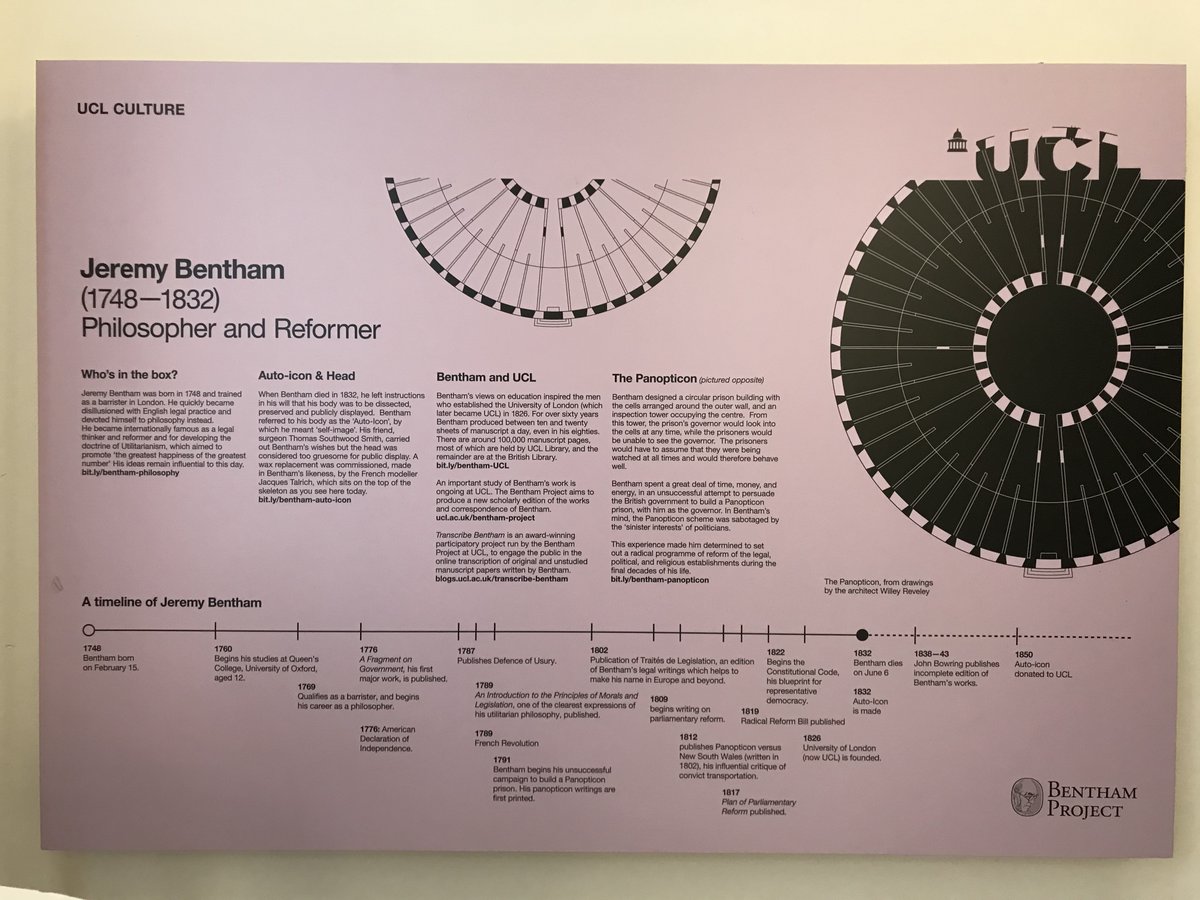 UCL CULTURE
UCL
Jeremy Bentham
(1748—1832)
Philosopher and Reformer
Who's in the box?
Jeremy Bentham was born in 1748 and trained
as a barrister in London. He quickly became
disillusioned with English legal practice and
devoted himself to philosophy instead.
He became internationally famous as a legal
thinker and reformer and for developing the
doctrine of Utilitarianism, which aimed to
promote 'the greatest happiness of the greatest
number' His ideas remain influential to this day.
bit.ly/bentham-philosophy
Auto-icon & Head
When Bentham died in 1832, he left instructions
in his will that his body was to be dissected,
preserved and publicly displayed. Bentham
referred to his body as the 'Auto-Icon', by
which he meant 'self-image'. His friend,
surgeon Thomas Southwood Smith, carried
out Bentham's wishes but the head was
considered too gruesome for public display. A
wax replacement was commissioned, made
in Bentham's likeness, by the French modeller
Jacques Talrich, which sits on the top of the
skeleton as you see here today.
bit.ly/bentham-auto-icon
Bentham and UCL
Bentham's views on education inspired the men
who established the University of London (which
later became UCL) in 1826. For over sixty years
Bentham produced between ten and twenty
sheets of manuscript a day, even in his eighties.
There are around 100,000 manuscript pages,
most of which are held by UCL Library, and the
remainder are at the British Library.
bit.ly/bentham-UCL
An important study of Bentham's work is
ongoing at UCL. The Bentham Project aims to
produce a new scholarly edition of the works
and correspondence of Bentham.
ucl.ac.uk/bentham-project
Transcribe Bentham is an award-winning
participatory project run by the Bentham
Project at UCL, to engage the public in the
online transcription of original and unstudied
manuscript papers written by Bentham.
blogs.ucl.ac.uk/transcribe-bentham
The Panopticon (pictured opposite)
Bentham designed a circular prison building with
the cells arranged around the outer wall, and an
inspection tower occupying the centre. From
this tower, the prison's governor would look into
the cells at any time, while the prisoners would
be unable to see the governor. The prisoners
would have to assume that they were being
watched at all times and would therefore behave
well.
Bentham spent a great deal of time, money, and
energy, in an unsuccessful attempt to persuade
the British government to build a Panopticon
prison, with him as the governor. In Bentham's
mind, the Panopticon scheme was sabotaged by
the 'sinister interests' of politicians.
This experience made him determined to set
out a radical programme of reform of the legal,
political, and religious establishments during the
final decades of his life.
bit.ly/bentham-panopticon
The Panopticon, from drawings
by the architect Willey Reveley
A timeline of Jeremy Bentham
1748
Bentham born
on February 15.
1760
Begins his studies at Queen's
College, University of Oxford,
aged 12.
1769
Qualifies as a barrister, and begins
his career as a philosopher.
1776
A Fragment on
Government, his first
major work, is published.
1776: American
Declaration of
Independence.
1787
Publishes Defence of Usury.
1789
An Introduction to the Principles of Morals and
Legislation, one of the clearest expressions of
his utilitarian philosophy, published.
1789
French Revolution
1791
Bentham begins his unsuccessful
campaign to build a Panopticon
prison. His panopticon writings are
first printed.
1802
Publication of Traités de Legislation, an edition
of Bentham's legal writings which helps to
make his name in Europe and beyond.
1809
begins writing on
parliamentary reform.
1812
publishes Panopticon versus
New South Wales (written in
1802), his influential critique of
convict transportation.
1817
Plan of Parliamentary
Reform published.
1819
Radical Reform Bill published
1822
Begins the
Constitutional Code,
his blueprint for
representative
democracy.
1826
University of London
(now UCL) is founded.
1832
Bentham dies
on June 6
1832
Auto-Icon
is made
1838—43
John Bowring publishes
incomplete edition of
Bentham's works.
1850
Auto-icon
donated to UCL
BENTHAM
PROJECT